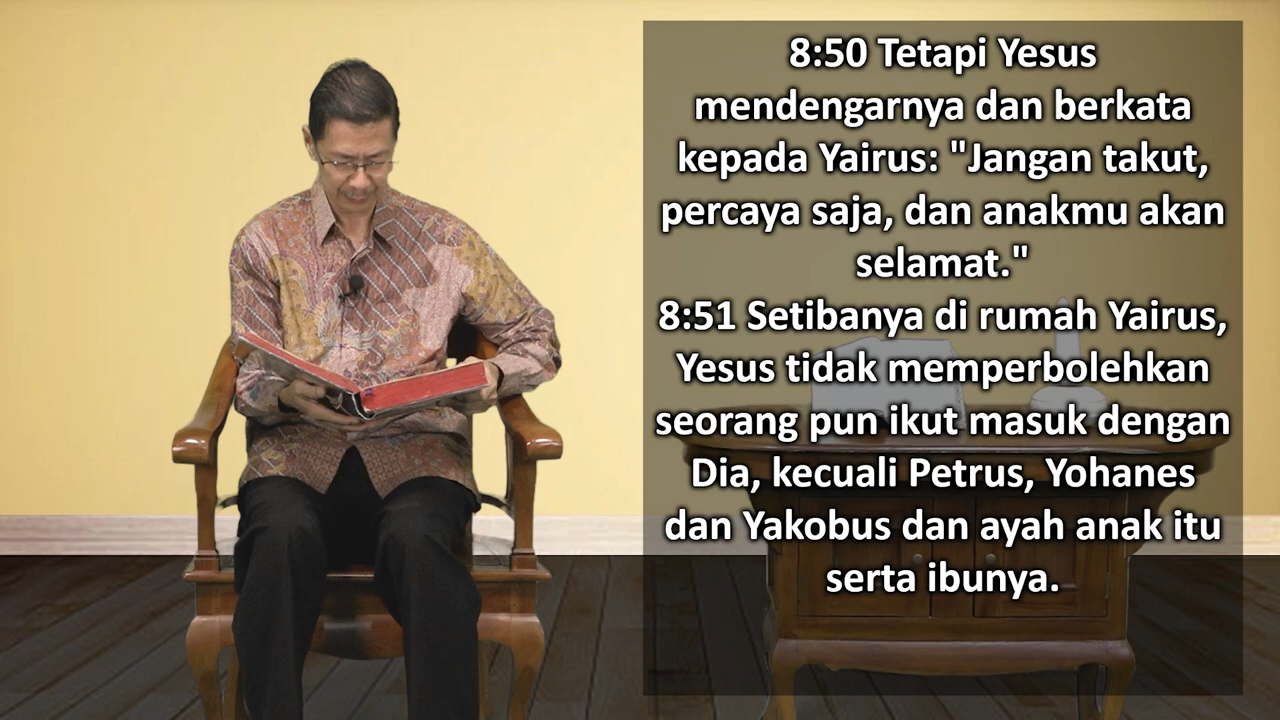 8:50 Tetapi Yesus
mendengarnya dan berkata
kepada Yairus: "Jangan takut,
percaya saja, dan anakmu akan
selamat."
8:51 Setibanya di rumah Yairus,
Yesus tidak memperbolehkan
seorang pun ikut masuk dengan
Dia, kecuali Petrus, Yohanes
dan Yakobus dan ayah anak itu
serta ibunya.